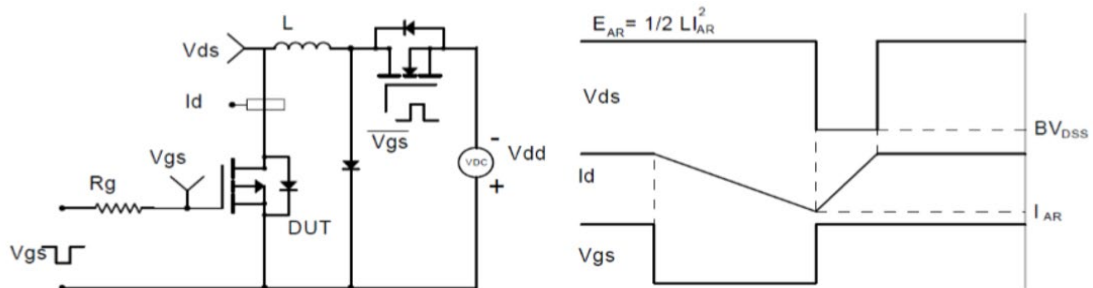 L
Vds
Id
Vgs
Rg
Vgs
DUT
Vgs
VDC
-
+
Vdd
E_AR = 1/2 LI_AR^2
Vds
BV_DSS
Id
I_AR
Vgs